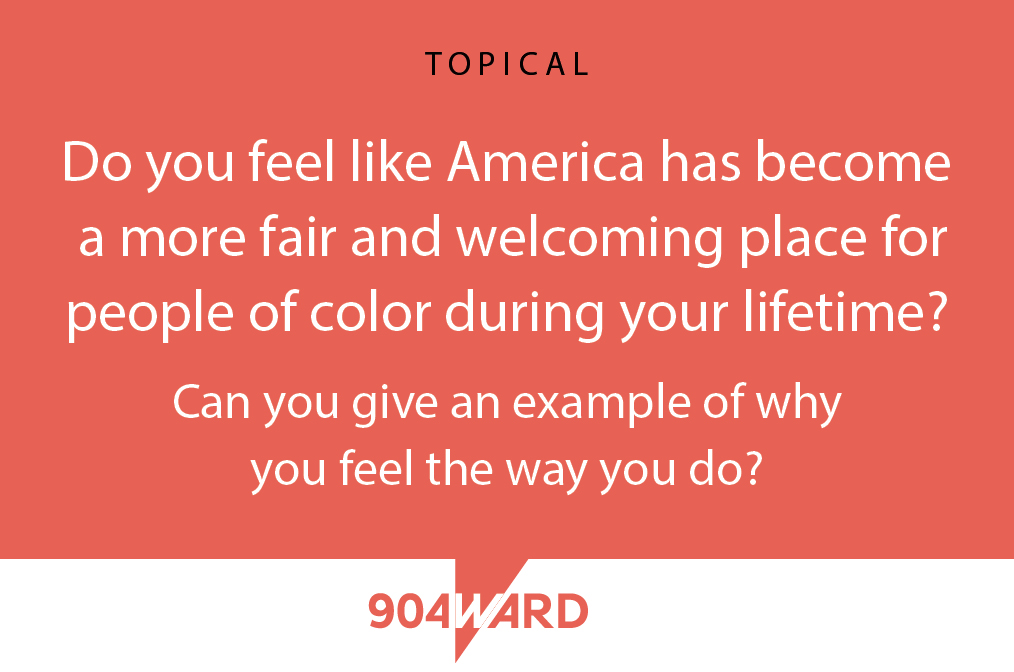 TOPICAL
Do you feel like America has become
a more fair and welcoming place for
people of color during your lifetime?
Can you give an example of why
you feel the way you do?
904WARD